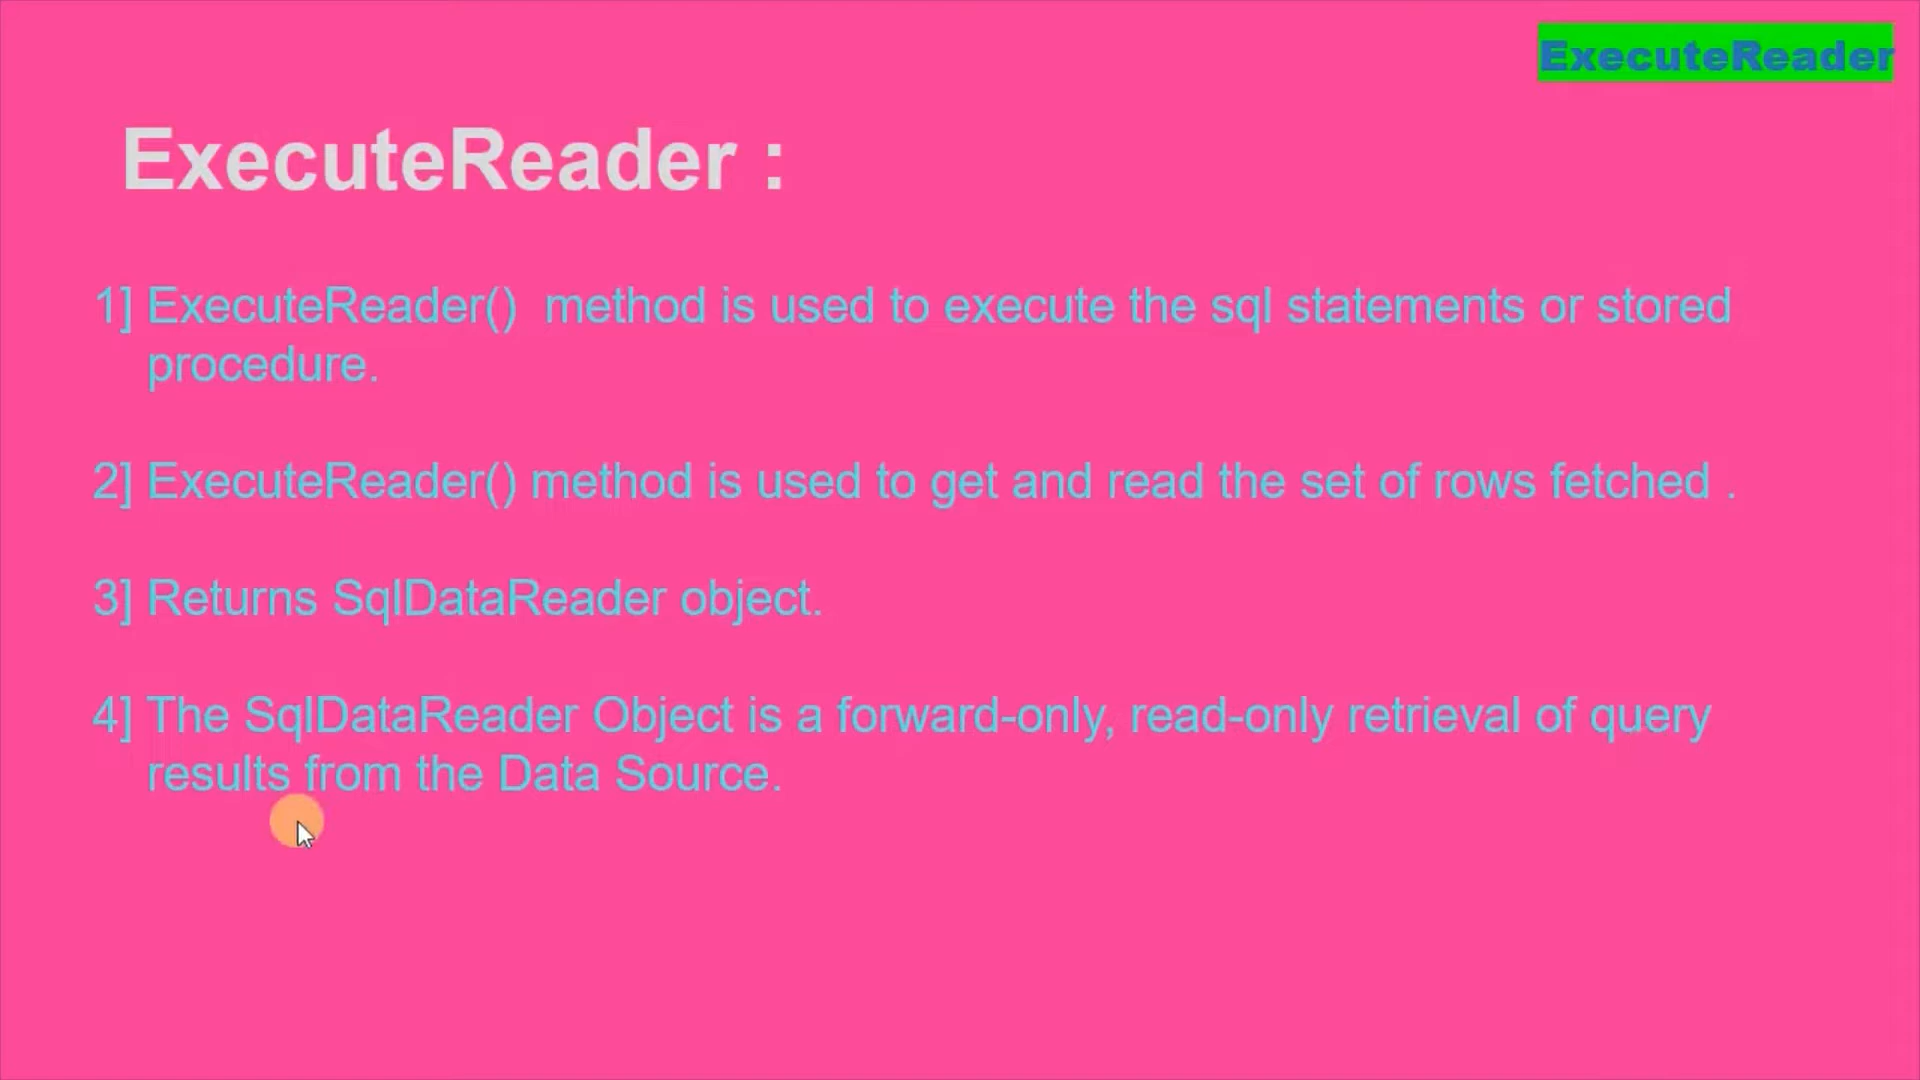 ExecuteReader
ExecuteReader :
1] ExecuteReader()  method is used to execute the sql statements or stored
procedure.
2] ExecuteReader() method is used to get and read the set of rows fetched .
3] Returns SqlDataReader object.
4] The SqlDataReader Object is a forward-only, read-only retrieval of query
results from the Data Source.